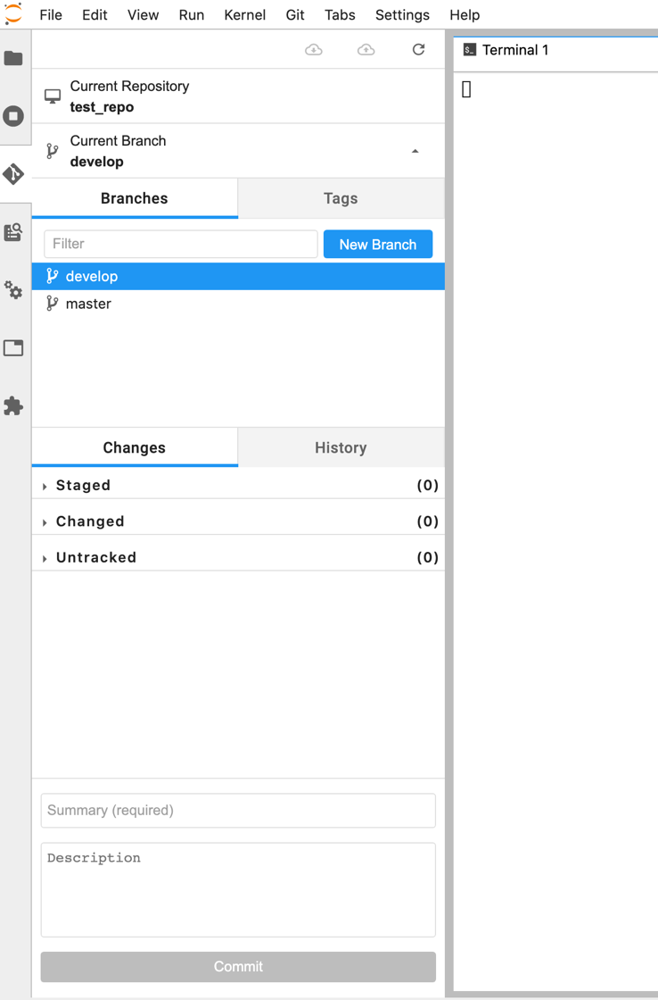 File Edit View Run Kernel Git Tabs Settings Help
Current Repository
test_repo
Current Branch
develop
Branches Tags
Filter New Branch
develop
master
Changes History
Staged (0)
Changed (0)
Untracked (0)
Summary (required)
Description
Commit
$_ Terminal 1